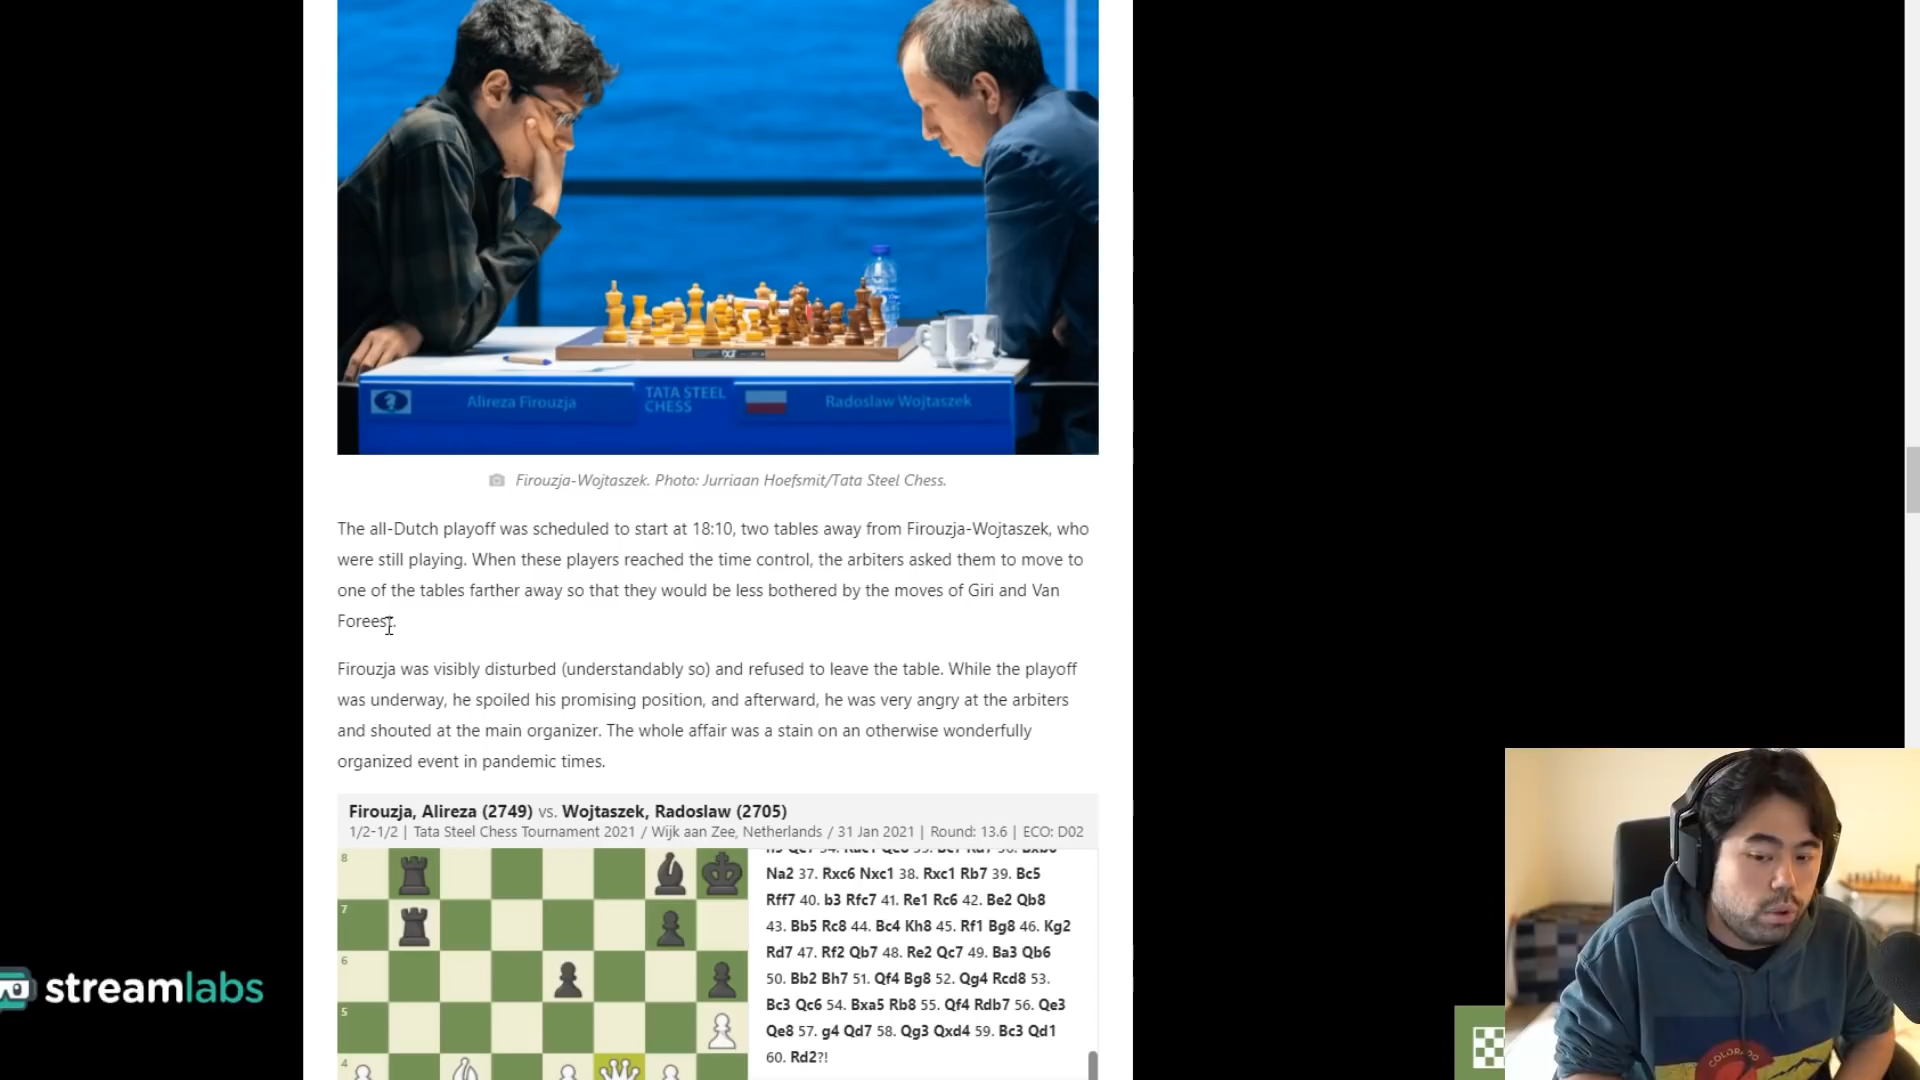 Alireza Firouzja
TATA STEEL
CHESS
Radoslaw Wojtaszek
Firouzja-Wojtaszek. Photo: Jurriaan Hoefsmit/Tata Steel Chess.
The all-Dutch playoff was scheduled to start at 18:10, two tables away from Firouzja-Wojtaszek, who
were still playing. When these players reached the time control, the arbiters asked them to move to
one of the tables farther away so that they would be less bothered by the moves of Giri and Van
Foreest.
Firouzja was visibly disturbed (understandably so) and refused to leave the table. While the playoff
was underway, he spoiled his promising position, and afterward, he was very angry at the arbiters
and shouted at the main organizer. The whole affair was a stain on an otherwise wonderfully
organized event in pandemic times.
Firouzja, Alireza (2749) vs. Wojtaszek, Radoslaw (2705)
1/2-1/2 | Tata Steel Chess Tournament 2021 / Wijk aan Zee, Netherlands / 31 Jan 2021 | Round: 13.6 | ECO: D02
8
7
6
5
4
Na2 37. Rxc6 Nxc1 38. Rxc1 Rb7 39. Bc5
Rff7 40. b3 Rfc7 41. Re1 Rc6 42. Be2 Qb8
43. Bb5 Rc8 44. Bc4 Kh8 45. Rf1 Bg8 46. Kg2
Rd7 47. Rf2 Qb7 48. Re2 Qc7 49. Ba3 Qb6
50. Bb2 Bh7 51. Qf4 Bg8 52. Qg4 Rcd8 53.
Bc3 Qc6 54. Bxa5 Rb8 55. Qf4 Rdb7 56. Qe3
Qe8 57. g4 Qd7 58. Qg3 Qxd4 59. Bc3 Qd1
60. Rd2?!
streamlabs
COLORADO